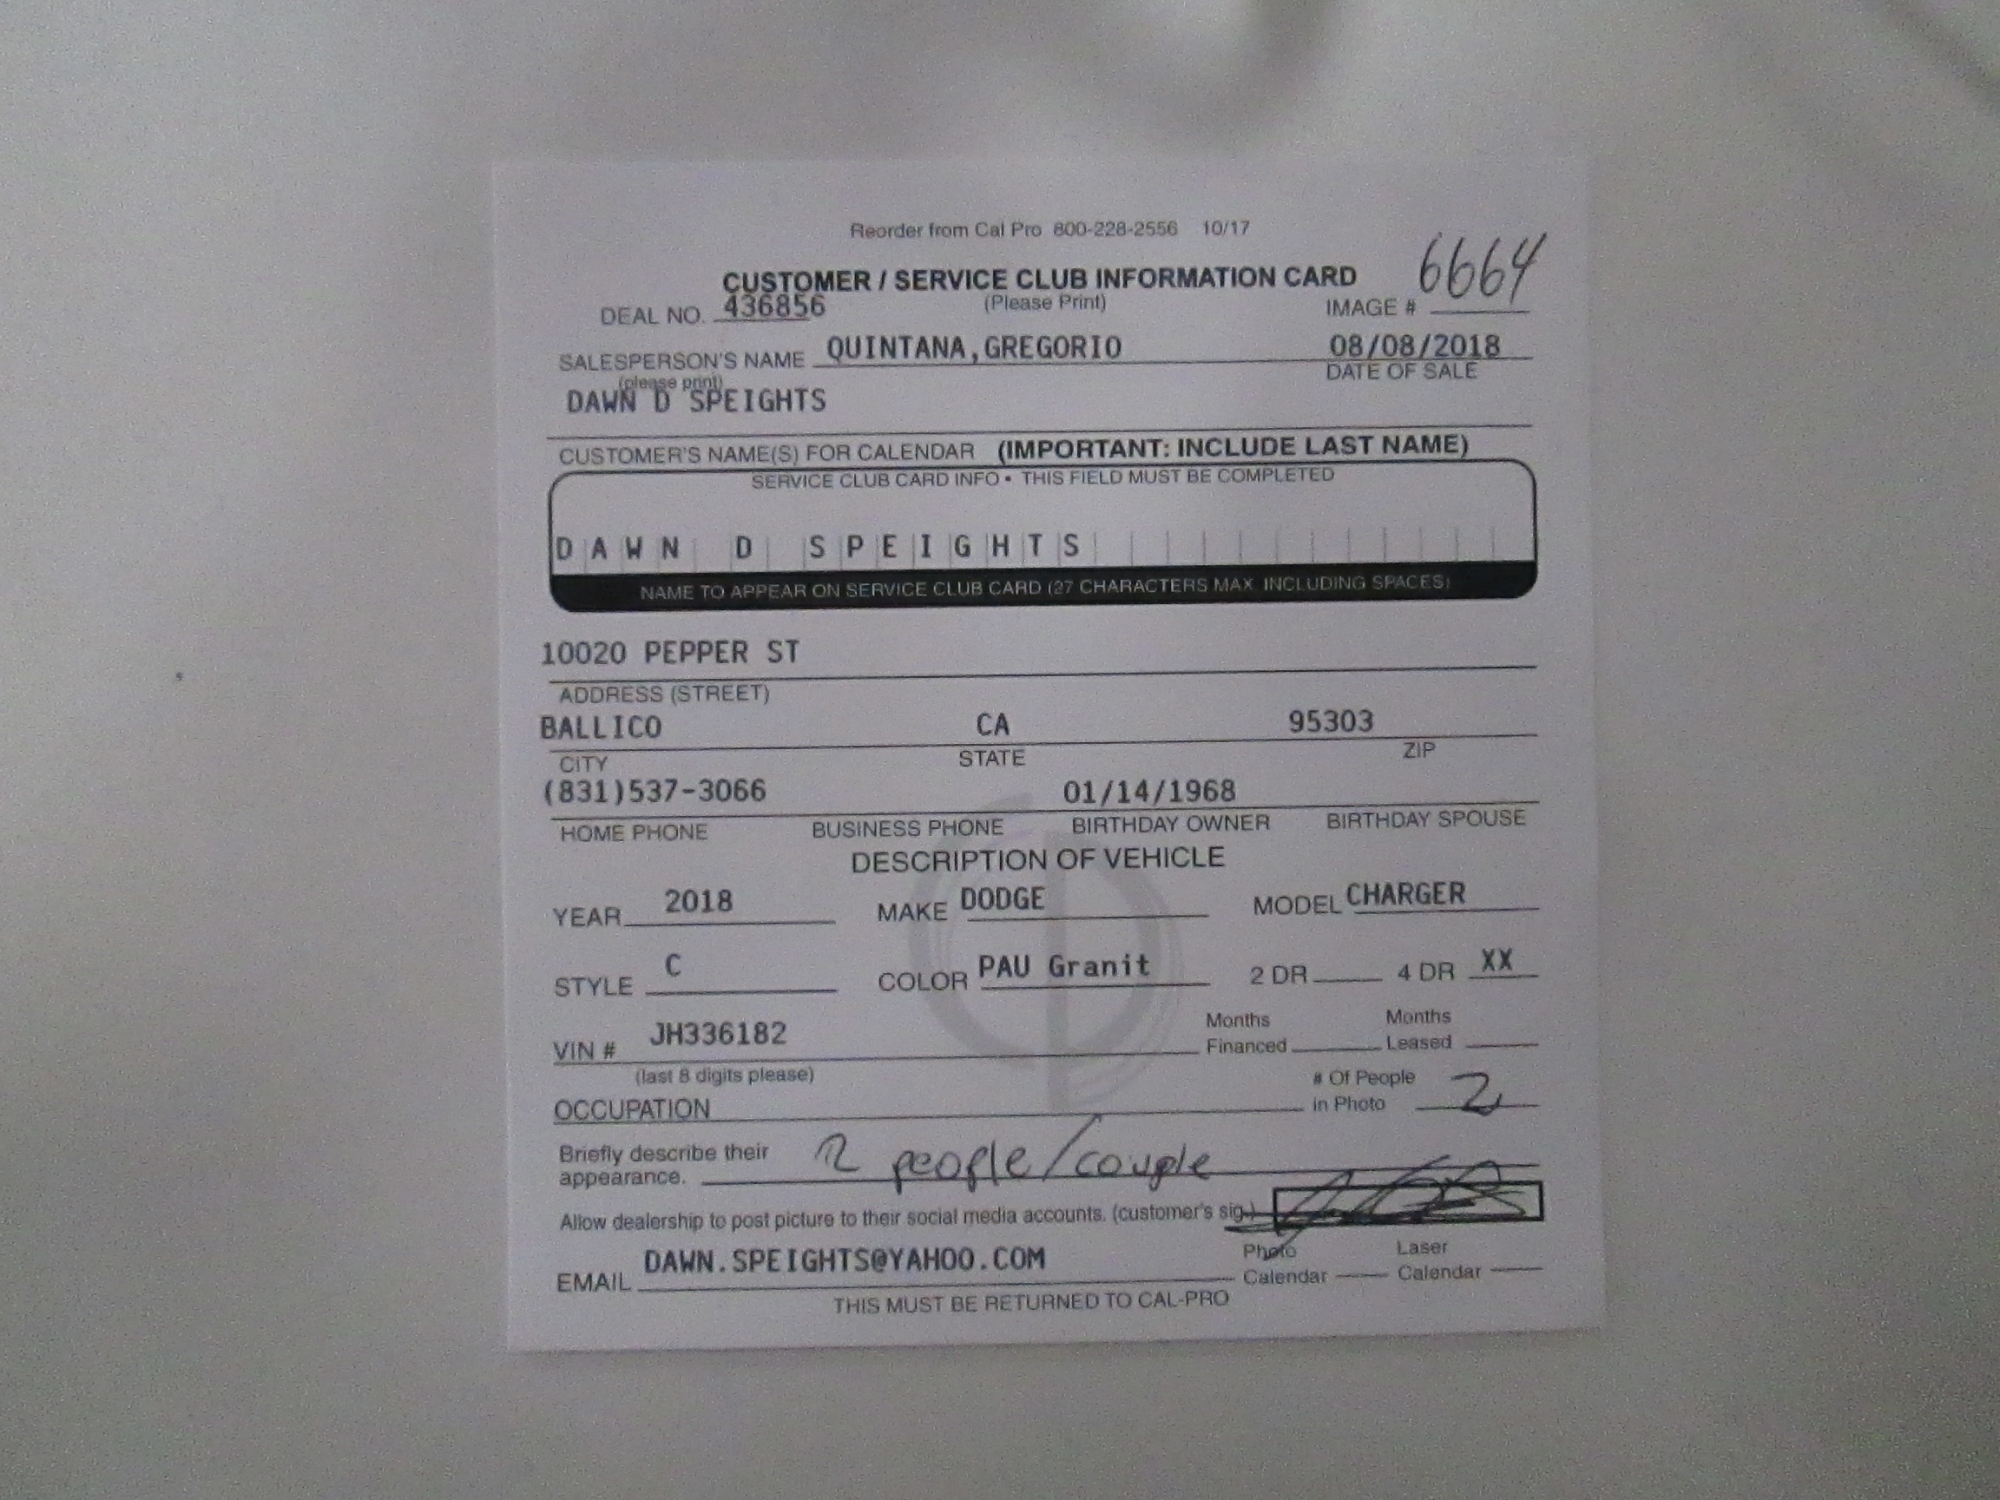 Reorder from Cal Pro 800-228-2556 10/17
CUSTOMER / SERVICE CLUB INFORMATION CARD 6664
DEAL NO. 436856 (Please Print) IMAGE #
SALESPERSON'S NAME QUINTANA,GREGORIO 08/08/2018
(please print) DATE OF SALE
DAWN D SPEIGHTS
CUSTOMER'S NAME(S) FOR CALENDAR (IMPORTANT: INCLUDE LAST NAME)
SERVICE CLUB CARD INFO • THIS FIELD MUST BE COMPLETED
DAWN D SPEIGHTS
NAME TO APPEAR ON SERVICE CLUB CARD (27 CHARACTERS MAX. INCLUDING SPACES)
10020 PEPPER ST
ADDRESS (STREET)
BALLICO CA 95303
CITY STATE ZIP
(831)537-3066 01/14/1968
HOME PHONE BUSINESS PHONE BIRTHDAY OWNER BIRTHDAY SPOUSE
DESCRIPTION OF VEHICLE
YEAR 2018 MAKE DODGE MODEL CHARGER
STYLE C COLOR PAU Granit 2 DR 4 DR XX
VIN # JH336182 Months Financed Months Leased
(last 8 digits please)
OCCUPATION # Of People in Photo 2
Briefly describe their appearance. 2 people/couple
Allow dealership to post picture to their social media accounts. (customer's sig.)
EMAIL DAWN.SPEIGHTS@YAHOO.COM Photo Calendar Laser Calendar
THIS MUST BE RETURNED TO CAL-PRO